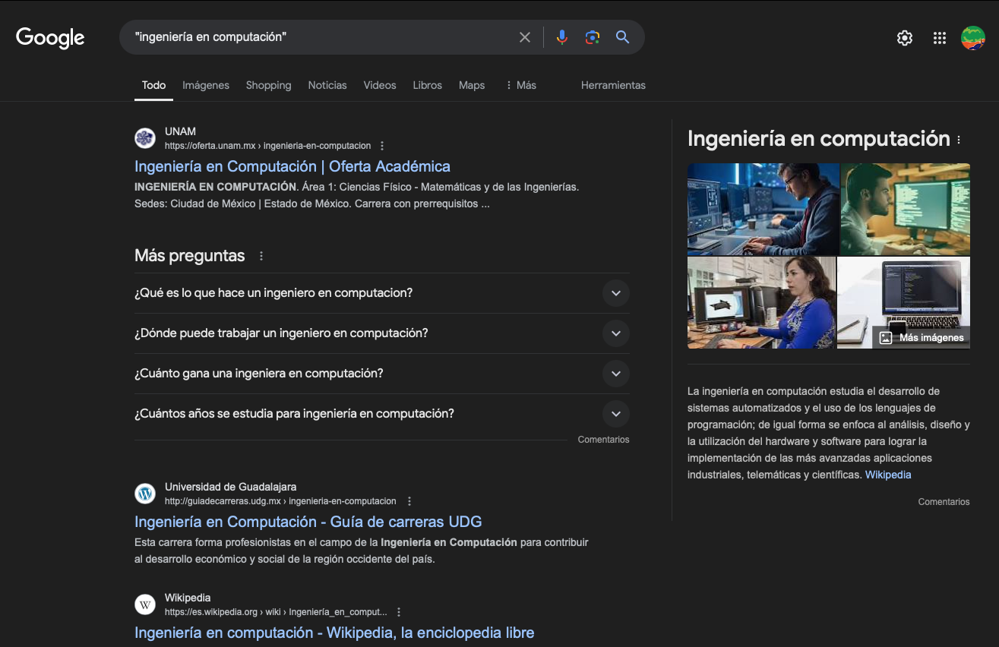 Google
"ingeniería en computación"
Todo Imágenes Shopping Noticias Videos Libros Maps Más Herramientas
UNAM
https://oferta.unam.mx › ingenieria-en-computacion
Ingeniería en Computación | Oferta Académica
INGENIERÍA EN COMPUTACIÓN. Área 1: Ciencias Físico - Matemáticas y de las Ingenierías.
Sedes: Ciudad de México | Estado de México. Carrera con prerrequisitos ...
Más preguntas
¿Qué es lo que hace un ingeniero en computacion?
¿Dónde puede trabajar un ingeniero en computación?
¿Cuánto gana una ingeniera en computación?
¿Cuántos años se estudia para ingeniería en computación?
Comentarios
Universidad de Guadalajara
http://guiadecarreras.udg.mx › ingenieria-en-computacion
Ingeniería en Computación - Guía de carreras UDG
Esta carrera forma profesionistas en el campo de la Ingeniería en Computación para contribuir
al desarrollo económico y social de la región occidente del país.
Wikipedia
https://es.wikipedia.org › wiki › Ingeniería_en_comput...
Ingeniería en computación - Wikipedia, la enciclopedia libre
Ingeniería en computación
Más imágenes
La ingeniería en computación estudia el desarrollo de
sistemas automatizados y el uso de los lenguajes de
programación; de igual forma se enfoca al análisis, diseño y
la utilización del hardware y software para lograr la
implementación de las más avanzadas aplicaciones
industriales, telemáticas y científicas. Wikipedia
Comentarios